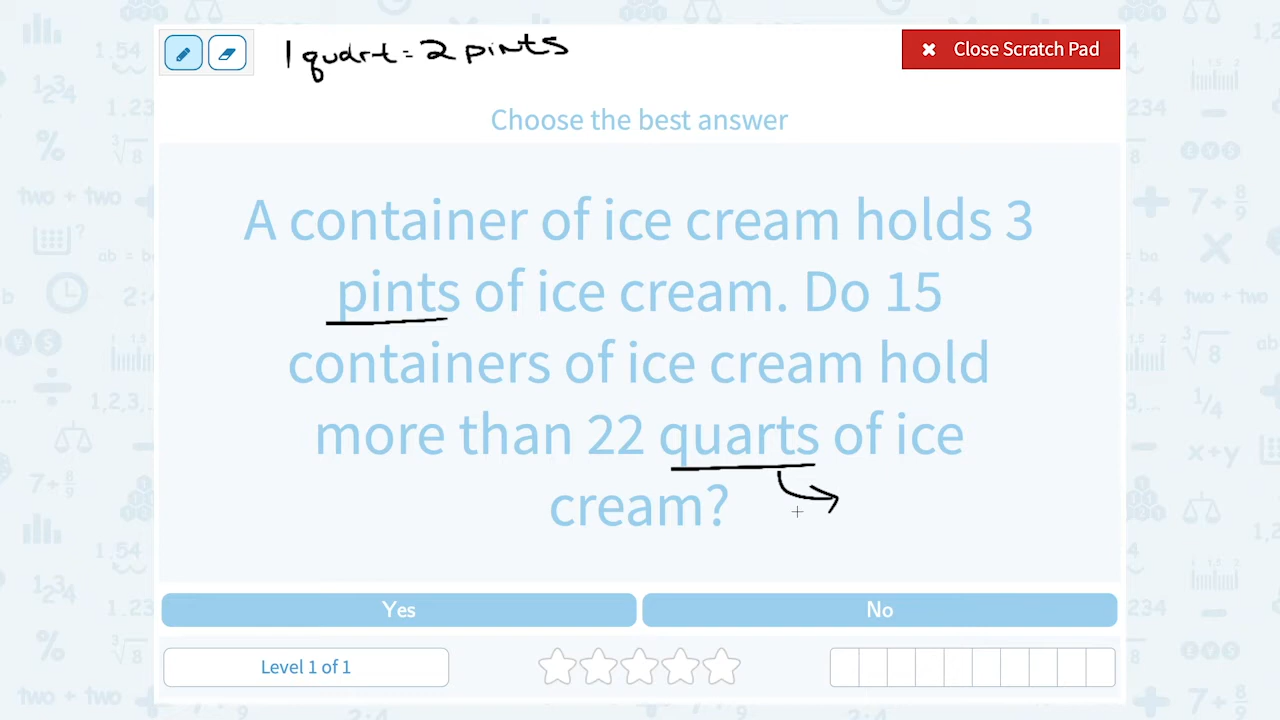 1 quart = 2 pints
Close Scratch Pad
Choose the best answer
A container of ice cream holds 3
pints of ice cream. Do 15
containers of ice cream hold
more than 22 quarts of ice
cream?
Yes
No
Level 1 of 1